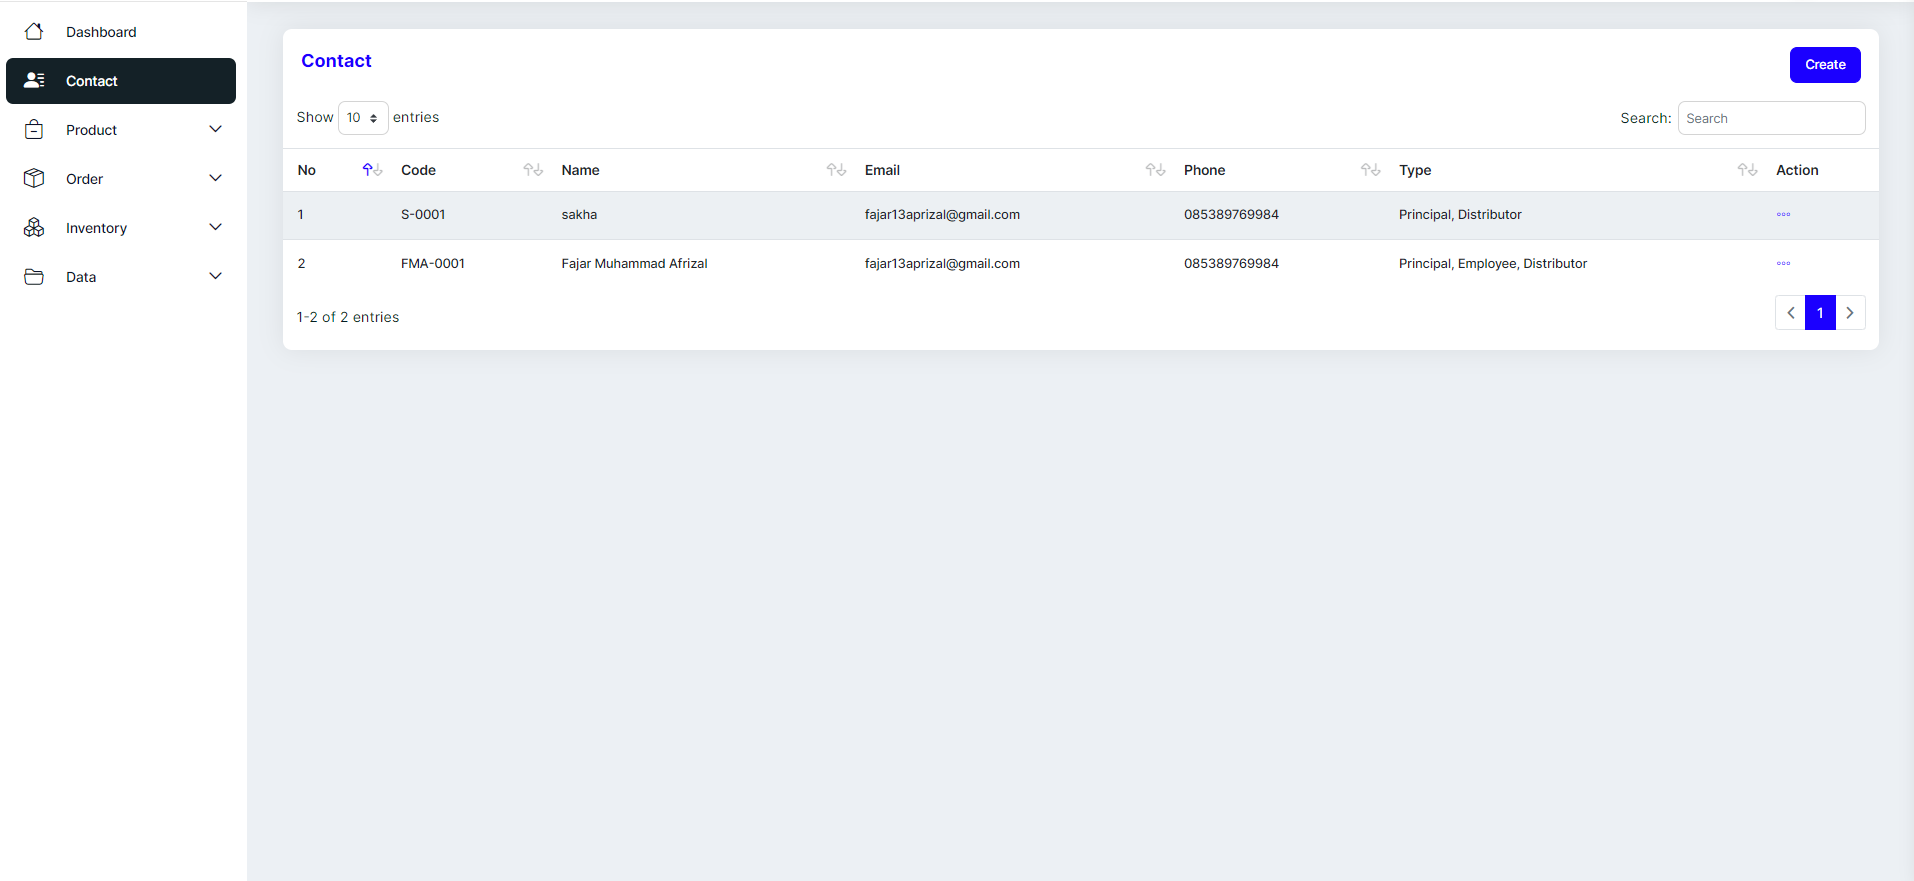 Dashboard
Contact
Product
Order
Inventory
Data
Contact
Create
Show 10 entries
Search: Search
No Code Name Email Phone Type Action
1 S-0001 sakha fajar13aprizal@gmail.com 085389769984 Principal, Distributor
2 FMA-0001 Fajar Muhammad Afrizal fajar13aprizal@gmail.com 085389769984 Principal, Employee, Distributor
1-2 of 2 entries
1